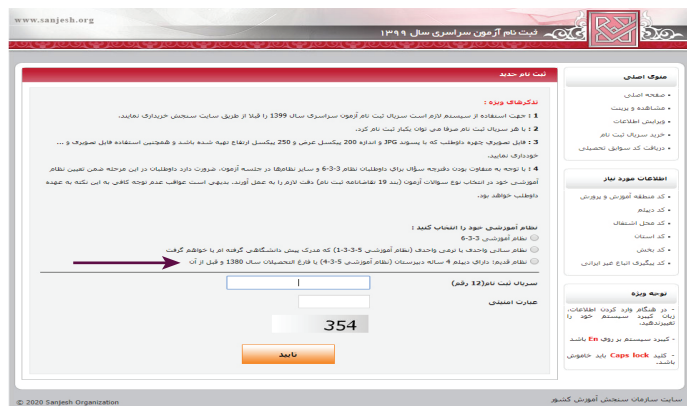 www.sanjesh.org
ثبت نام آزمون سراسری سال ۱۳۹۹
منوی اصلی
صفحه اصلی
مشاهده و پرینت
ویرایش اطلاعات
خرید سریال ثبت نام
دریافت کد سوابق تحصیلی
اطلاعات مورد نیاز
کد منطقه آموزش و پرورش
کد دیپلم
کد محل اشتغال
کد استان
کد بخش
کد پیگیری اتباع غیر ایرانی
توجه ویژه
- در هنگام وارد کردن اطلاعات، زبان کیبرد سیستم خود را تغییر ندهید.
- کیبرد سیستم بر روی En باشد
- کلید Caps lock باید خاموش باشد.
ثبت نام جدید
تذکرهای ویژه :
1 : جهت استفاده از سیستم لازم است سریال ثبت نام آزمون سراسری سال 1399 را قبلا از طریق سایت سنجش خریداری نمایند.
2 : با هر سریال ثبت نام صرفا می توان یکبار ثبت نام کرد.
3 : فایل تصویری چهره داوطلب که با پسوند JPG و اندازه 200 پیکسل عرض و 250 پیکسل ارتفاع تهیه شده باشد و همچنین استفاده فایل تصویری و ...
خودداری نمایید.
4 : با توجه به متفاوت بودن دفترچه سؤال برای داوطلبان نظام 3-3-6 و سایر نظامها در جلسه آزمون، ضرورت دارد داوطلبان در این مرحله ضمن تعیین نظام
آموزشی خود در انتخاب نوع سوالات آزمون (بند 19 تقاضانامه ثبت نام) دقت لازم را به عمل آورند. بدیهی است عواقب عدم توجه کافی به این نکته به عهده
داوطلب خواهد بود.
نظام آموزشی خود را انتخاب کنید :
نظام آموزشی 3-3-6
نظام سالی واحدی یا ترمی واحدی (نظام آموزشی 5-3-3-1) که مدرک پیش دانشگاهی گرفته ام یا خواهم گرفت
نظام قدیم: دارای دیپلم 4 ساله دبیرستان (نظام آموزشی 5-3-4) یا فارغ التحصیلان سال 1380 و قبل از آن
سریال ثبت نام(12 رقم)
عبارت امنیتی
354
تایید
© 2020 Sanjesh Organization
سایت سازمان سنجش آموزش کشور